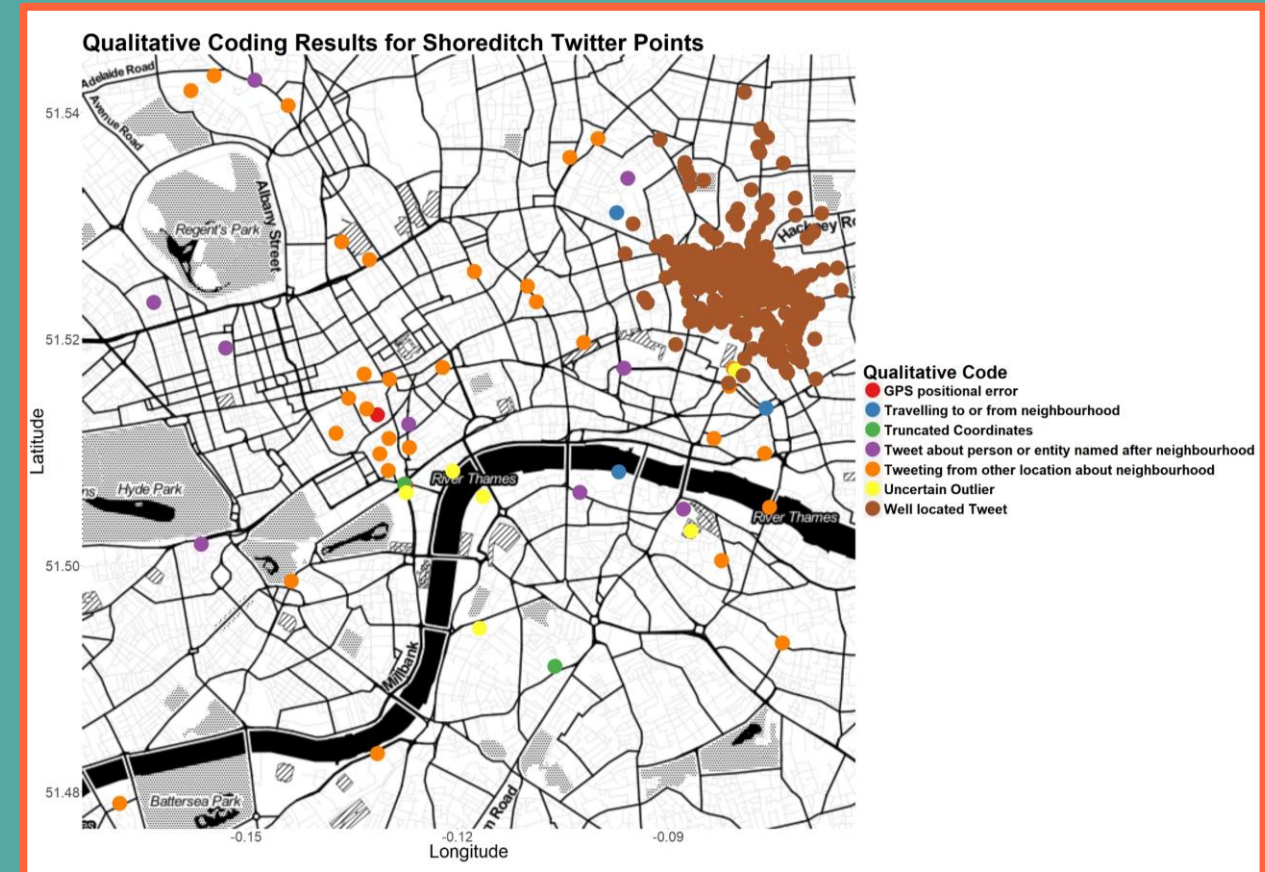 Qualitative Coding Results for Shoreditch Twitter Points
Adelaide Road
Avenue Road
Albany Street
Regent's Park
Hyde Park
River Thames
River Thames
Millbank
Battersea Park
Road
51.54
51.52
51.50
51.48
Latitude
-0.15
-0.12
-0.09
Longitude
Qualitative Code
GPS positional error
Travelling to or from neighbourhood
Truncated Coordinates
Tweet about person or entity named after neighbourhood
Tweeting from other location about neighbourhood
Uncertain Outlier
Well located Tweet